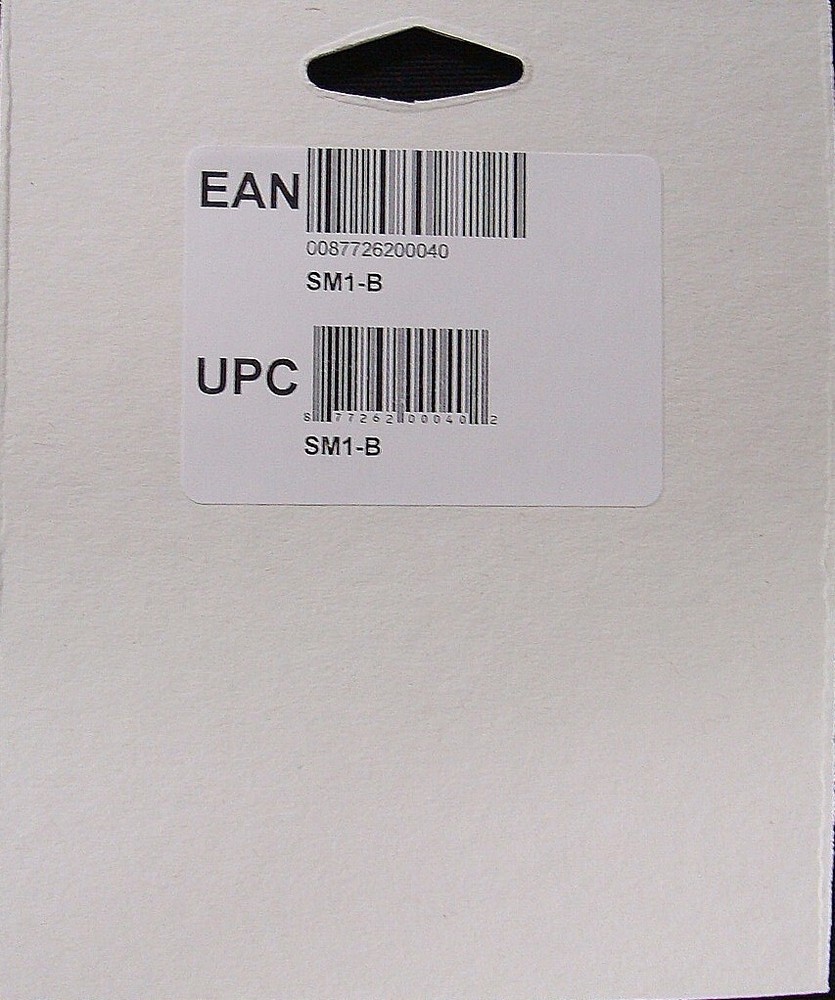 EAN
0087726200040
SM1-B
UPC
8 77262 00040 2
SM1-B